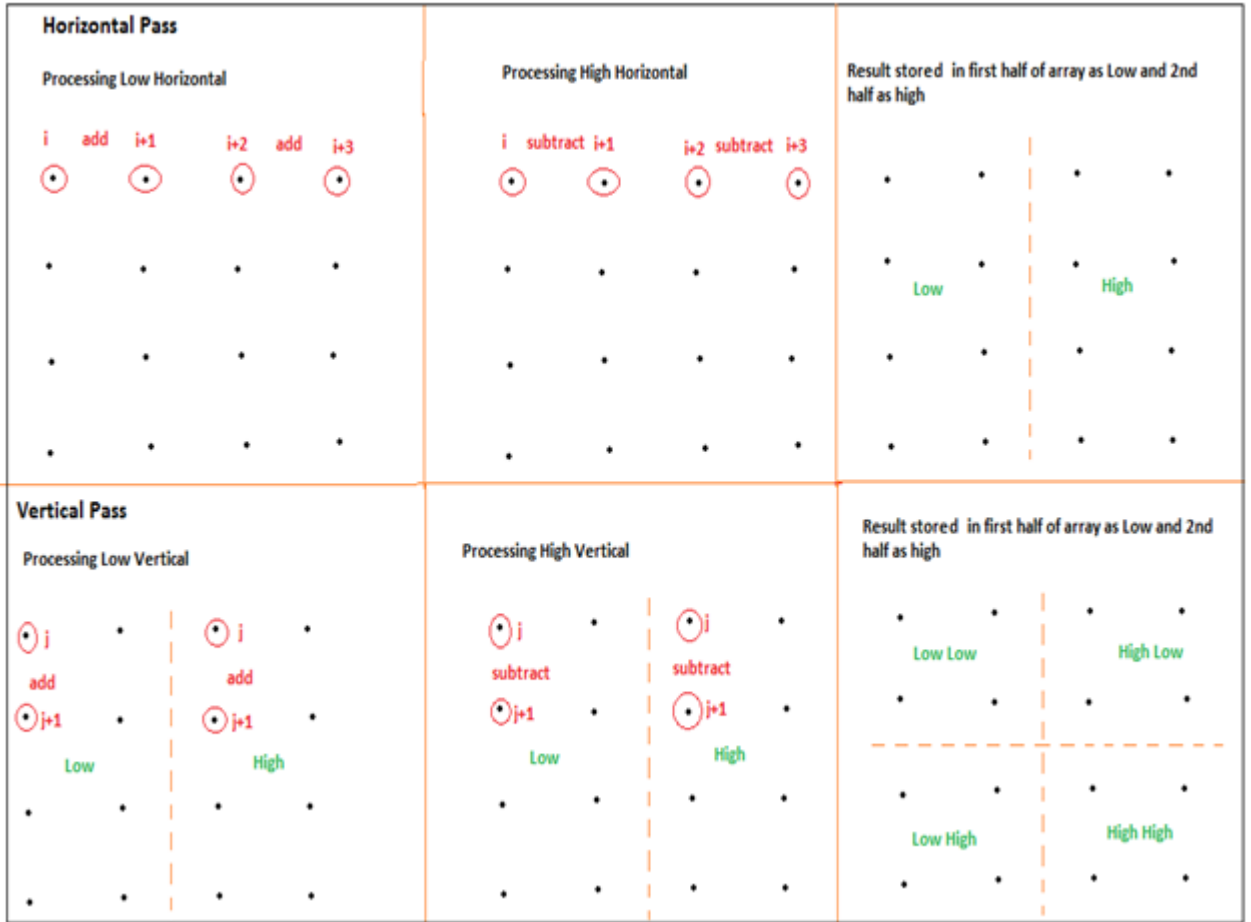 Horizontal Pass
Processing Low Horizontal
i add i+1 i+2 add i+3
Processing High Horizontal
i subtract i+1 i+2 subtract i+3
Result stored in first half of array as Low and 2nd
half as high
Low High
Vertical Pass
Processing Low Vertical
j j
add add
j+1 j+1
Low High
Processing High Vertical
j j
subtract subtract
j+1 j+1
Low High
Result stored in first half of array as Low and 2nd
half as high
Low Low High Low
Low High High High